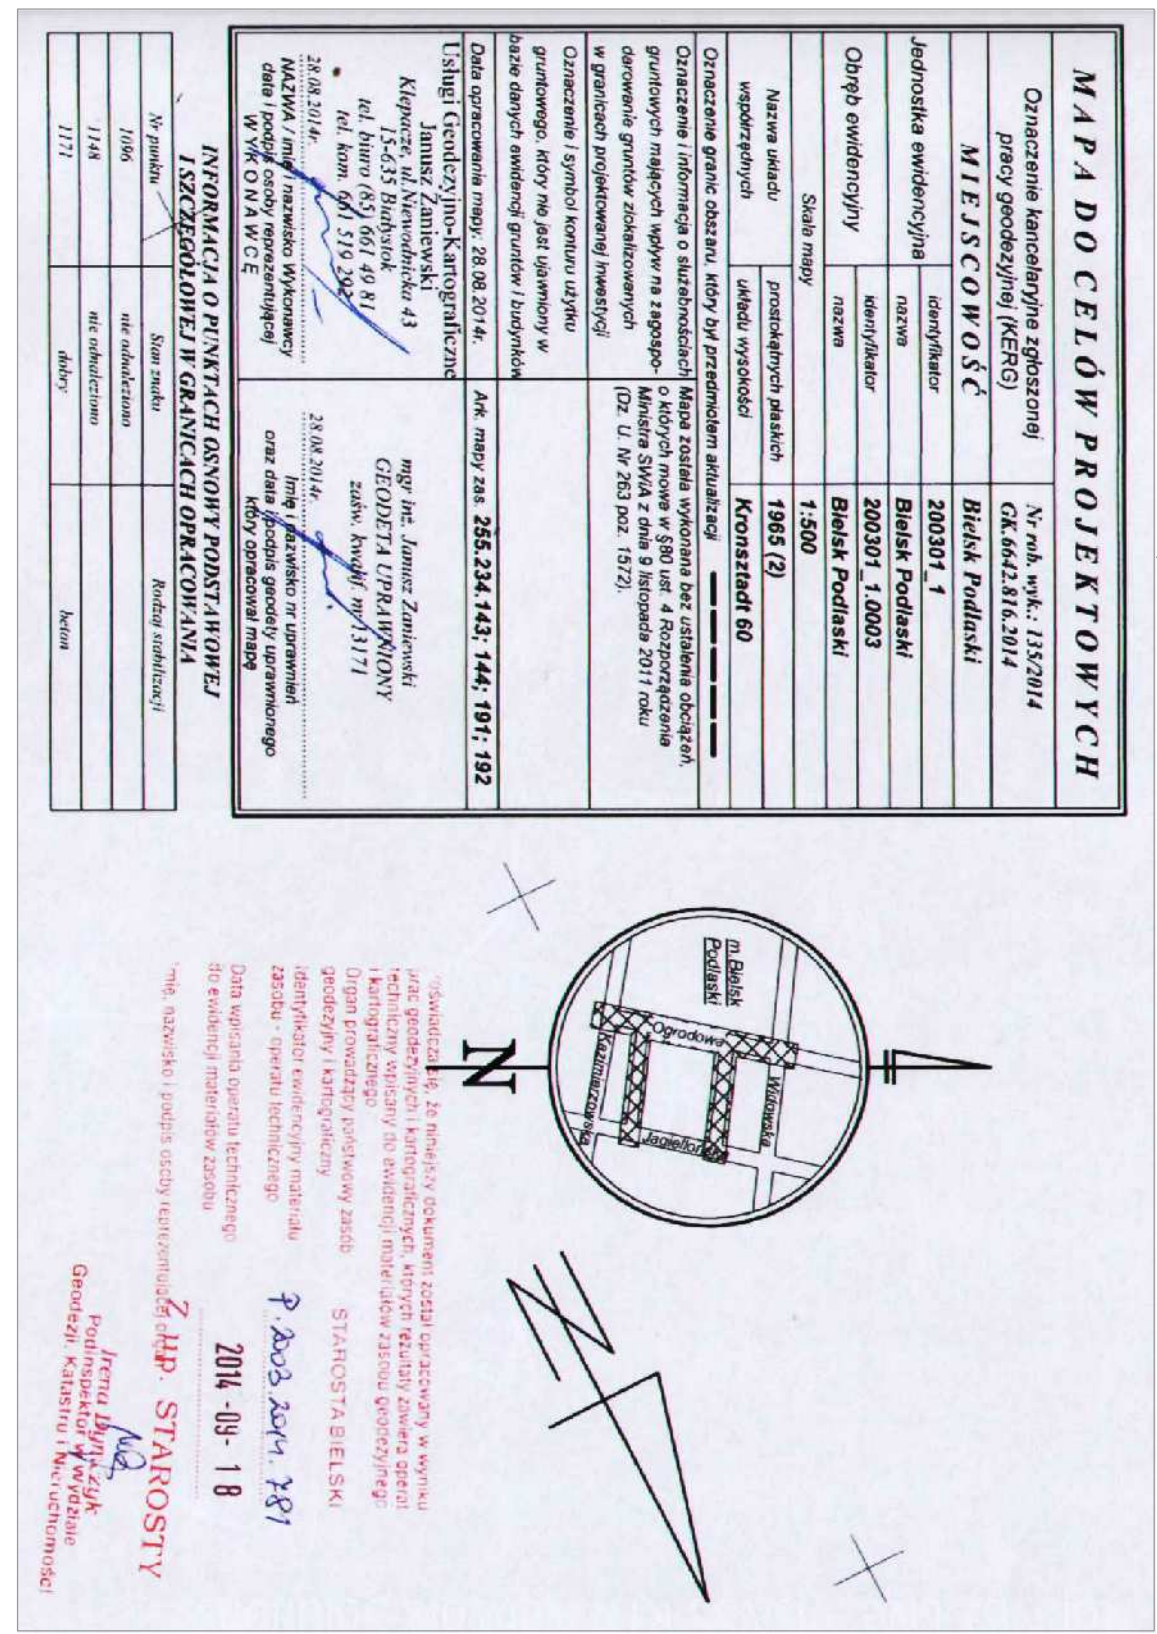 MAPA DO CELÓW PROJEKTOWYCH
Oznaczenie kancelaryjne zgłoszonej
pracy geodezyjnej (KERG)
Nr rob. wyk.: 135/2014
GK.6642.816.2014
MIEJSCOWOŚĆ
Bielsk Podlaski
Jednostka ewidencyjna
identyfikator
200301_1
nazwa
Bielsk Podlaski
Obręb ewidencyjny
identyfikator
200301_1.0003
nazwa
Bielsk Podlaski
Skala mapy
1:500
Nazwa układu
współrzędnych
prostokątnych płaskich
1965 (2)
układu wysokości
Kronsztadt 60
Oznaczenie granic obszaru, który był przedmiotem aktualizacji
Oznaczenie i informacja o służebnościach
gruntowych mających wpływ na zagospo-
darowanie gruntów zlokalizowanych
w granicach projektowanej inwestycji
Mapa została wykonana bez ustalenia obciążeń,
o których mowa w §80 ust. 4 Rozporządzenia
Ministra SWiA z dnia 9 listopada 2011 roku
(Dz. U. Nr 263 poz. 1572).
Oznaczenie i symbol konturu użytku
gruntowego, który nie jest ujawniony w
bazie danych ewidencji gruntów i budynków
Data opracowania mapy: 28.08.2014r.
Ark. mapy zas. 255.234.143; 144; 191; 192
Usługi Geodezyjno-Kartograficzne
Janusz Zaniewski
Klepacze, ul.Niewodnicka 43
15-635 Białystok
tel. biuro (85) 661 49 81
tel. kom. 661 519 292
28.08.2014r.
NAZWA / imię i nazwisko Wykonawcy
data i podpis osoby reprezentującej
WYKONAWCĘ
mgr inż. Janusz Zaniewski
GEODETA UPRAWNIONY
zaśw. kwalif. nr 13171
28.08.2014r.
Imię i nazwisko nr uprawnień
oraz data i podpis geodety uprawnionego
który opracował mapę
INFORMACJA O PUNKTACH OSNOWY PODSTAWOWEJ
I SZCZEGÓŁOWEJ W GRANICACH OPRACOWANIA
Nr punktu
Stan znaku
Rodzaj stabilizacji
1096
nie odnaleziono
1148
nie odnaleziono
1171
dobry
beton
m.Bielsk
Podlaski
Ogrodowa
Widowska
Kazimierzowska
N
że niniejszy dokument został opracowany w wyniku
prac geodezyjnych i kartograficznych, których rezultaty zawiera operat
techniczny wpisany do ewidencji materiałów zasobu geodezyjnego
i kartograficznego
Organ prowadzący państwowy zasób
geodezyjny i kartograficzny
STAROSTA BIELSKI
Identyfikator ewidencyjny materiału
zasobu - operatu technicznego
P.2003.2014.781
Data wpisania operatu technicznego
do ewidencji materiałów zasobu
2014 -09- 18
imię, nazwisko i podpis osoby reprezentującej organ
Z up. STAROSTY
Irena
Podinspektor w Wydziale
Geodezji, Katastru i Nieruchomości